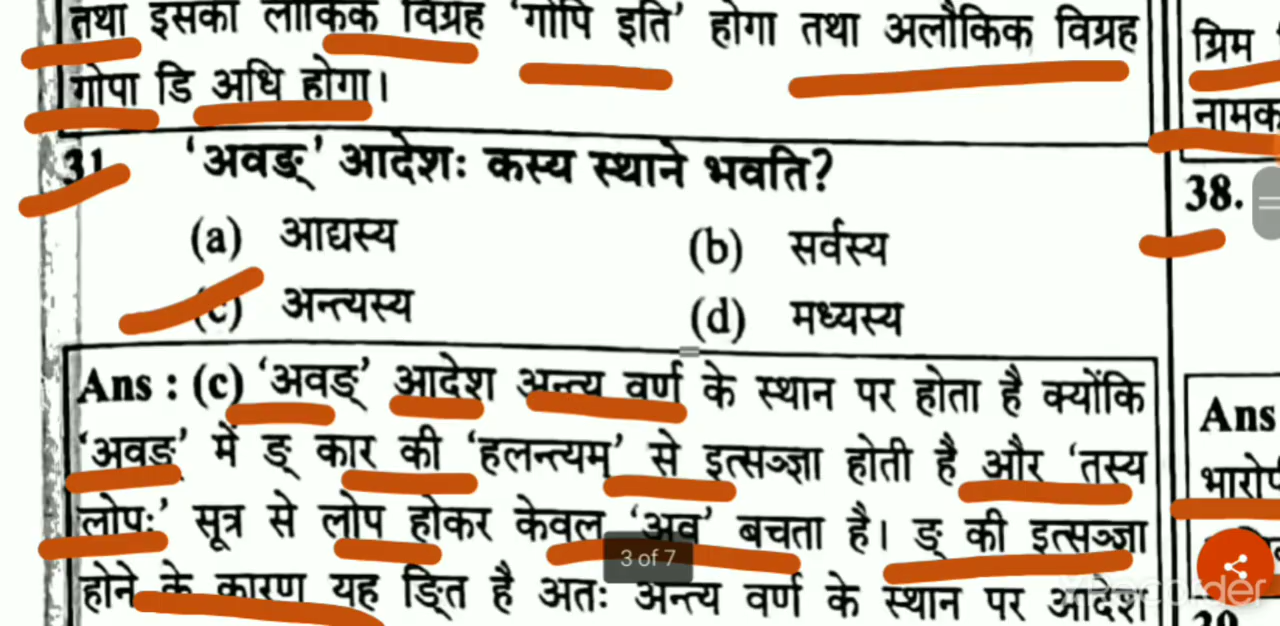 तथा इसका लौकिक विग्रह 'गोपि इति' होगा तथा अलौकिक विग्रह
गोपा डि अधि होगा।
31 'अवङ्' आदेशः कस्य स्थाने भवति?
(a) आद्यस्य (b) सर्वस्य
(c) अन्त्यस्य (d) मध्यस्य
Ans : (c) 'अवङ्' आदेश अन्त्य वर्ण के स्थान पर होता है क्योंकि
'अवङ्' में ङ् कार की 'हलन्त्यम्' से इत्सञ्ज्ञा होती है और 'तस्य
लोपः' सूत्र से लोप होकर केवल 'अव' बचता है। ङ् की इत्सञ्ज्ञा
होने के कारण यह ङित है अतः अन्त्य वर्ण के स्थान पर आदेश
3 of 7
ग्रिम
नामक
38.
Ans
XRecorder